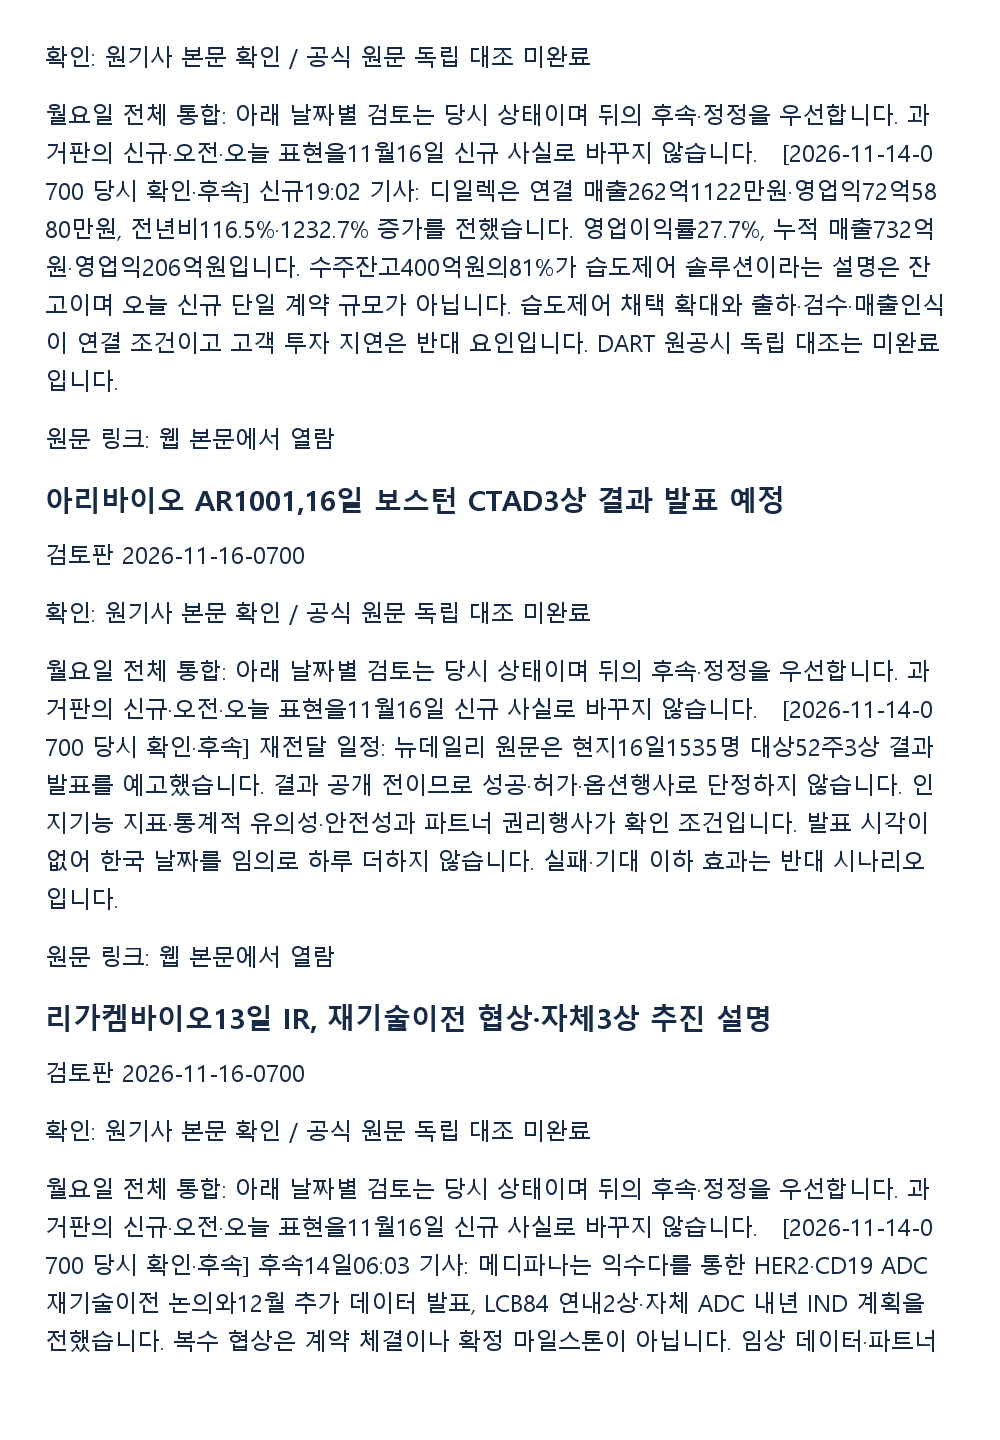 확인: 원기사 본문 확인 / 공식 원문 독립 대조 미완료
월요일 전체 통합: 아래 날짜별 검토는 당시 상태이며 뒤의 후속·정정을 우선합니다. 과
거판의 신규·오전·오늘 표현을11월16일 신규 사실로 바꾸지 않습니다. [2026-11-14-0
700 당시 확인·후속] 신규19:02 기사: 디일렉은 연결 매출262억1122만원·영업익72억58
80만원, 전년비116.5%·1232.7% 증가를 전했습니다. 영업이익률27.7%, 누적 매출732억
원·영업익206억원입니다. 수주잔고400억원의81%가 습도제어 솔루션이라는 설명은 잔
고이며 오늘 신규 단일 계약 규모가 아닙니다. 습도제어 채택 확대와 출하·검수·매출인식
이 연결 조건이고 고객 투자 지연은 반대 요인입니다. DART 원공시 독립 대조는 미완료
입니다.
원문 링크: 웹 본문에서 열람
아리바이오 AR1001,16일 보스턴 CTAD3상 결과 발표 예정
검토판 2026-11-16-0700
확인: 원기사 본문 확인 / 공식 원문 독립 대조 미완료
월요일 전체 통합: 아래 날짜별 검토는 당시 상태이며 뒤의 후속·정정을 우선합니다. 과
거판의 신규·오전·오늘 표현을11월16일 신규 사실로 바꾸지 않습니다. [2026-11-14-0
700 당시 확인·후속] 재전달 일정: 뉴데일리 원문은 현지16일1535명 대상52주3상 결과
발표를 예고했습니다. 결과 공개 전이므로 성공·허가·옵션행사로 단정하지 않습니다. 인
지기능 지표·통계적 유의성·안전성과 파트너 권리행사가 확인 조건입니다. 발표 시각이
없어 한국 날짜를 임의로 하루 더하지 않습니다. 실패·기대 이하 효과는 반대 시나리오
입니다.
원문 링크: 웹 본문에서 열람
리가켐바이오13일 IR, 재기술이전 협상·자체3상 추진 설명
검토판 2026-11-16-0700
확인: 원기사 본문 확인 / 공식 원문 독립 대조 미완료
월요일 전체 통합: 아래 날짜별 검토는 당시 상태이며 뒤의 후속·정정을 우선합니다. 과
거판의 신규·오전·오늘 표현을11월16일 신규 사실로 바꾸지 않습니다. [2026-11-14-0
700 당시 확인·후속] 후속14일06:03 기사: 메디파나는 익수다를 통한 HER2·CD19 ADC
재기술이전 논의와12월 추가 데이터 발표, LCB84 연내2상·자체 ADC 내년 IND 계획을
전했습니다. 복수 협상은 계약 체결이나 확정 마일스톤이 아닙니다. 임상 데이터·파트너